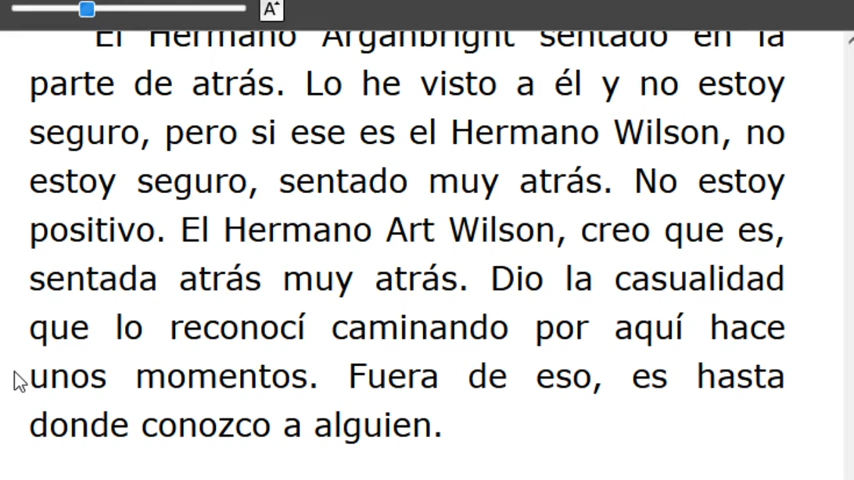 A
El Hermano Arganbright sentado en la
parte de atrás. Lo he visto a él y no estoy
seguro, pero si ese es el Hermano Wilson, no
estoy seguro, sentado muy atrás. No estoy
positivo. El Hermano Art Wilson, creo que es,
sentada atrás muy atrás. Dio la casualidad
que lo reconocí caminando por aquí hace
unos momentos. Fuera de eso, es hasta
donde conozco a alguien.